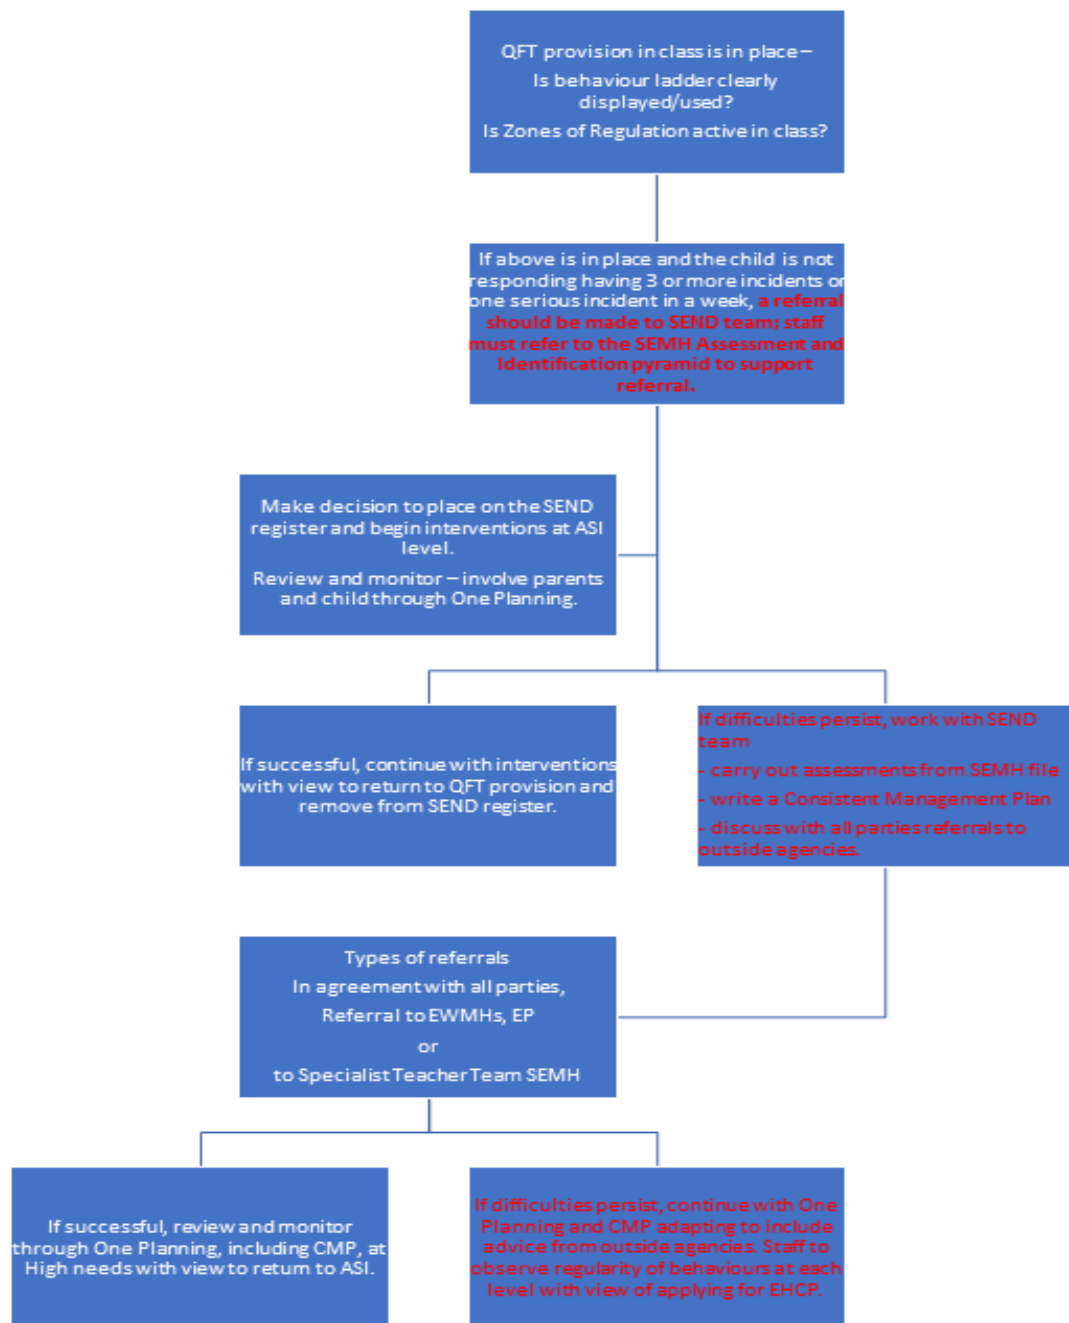 QFT provision in class is in place –
Is behaviour ladder clearly
displayed/used?
Is Zones of Regulation active in class?
If above is in place and the child is not
responding having 3 or more incidents or
one serious incident in a week, a referral
should be made to SEND team; staff
must refer to the SEMH Assessment and
Identification pyramid to support
referral.
Make decision to place on the SEND
register and begin interventions at ASI
level.
Review and monitor – involve parents
and child through One Planning.
If successful, continue with interventions
with view to return to QFT provision and
remove from SEND register.
If difficulties persist, work with SEND
team
- carry out assessments from SEMH file
- write a Consistent Management Plan
- discuss with all parties referrals to
outside agencies.
Types of referrals
In agreement with all parties,
Referral to EWMHs, EP
or
to Specialist Teacher Team SEMH
If successful, review and monitor
through One Planning, including CMP, at
High needs with view to return to ASI.
If difficulties persist, continue with One
Planning and CMP adapting to include
advice from outside agencies. Staff to
observe regularity of behaviours at each
level with view of applying for EHCP.